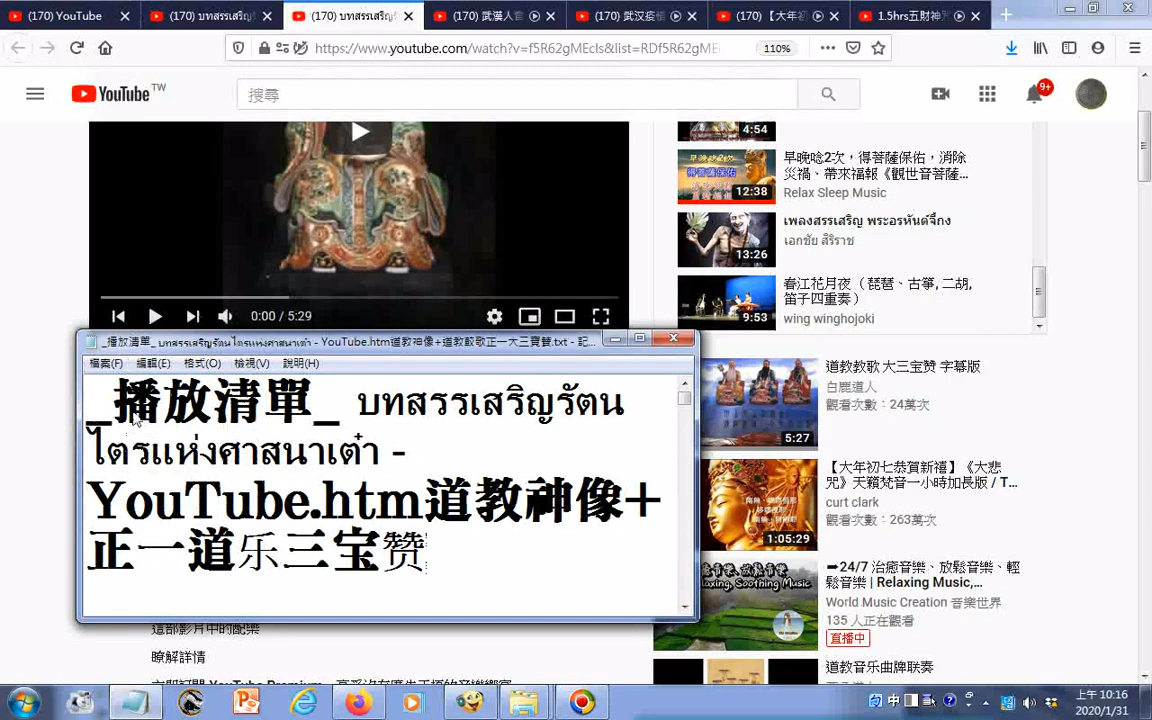 (170) YouTube
(170) บทสรรเสริญรั
(170) บทสรรเสริญรั
(170) 武漢人官
(170) 武汉疫情
(170) 【大年初
1.5hrs五財神咒
https://www.youtube.com/watch?v=f5R62gMEcIs&list=RDf5R62gME
110%
YouTube TW
搜尋
9+
4:54
早晚唸2次，得菩薩保佑，消除
災禍、帶來福報《觀世音菩薩...
Relax Sleep Music
12:38
เพลงสรรเสริญ พระอรหันต์จี้กง
เอกชัย สิริราช
13:26
春江花月夜（琵琶、古箏, 二胡,
笛子四重奏）
wing winghojoki
9:53
0:00 / 5:29
_播放清單_ บทสรรเสริญรัตนไตรแห่งศาสนาเต๋า - YouTube.htm道教神像+道教教歌正一大三寶贊.txt - 記...
檔案(F) 編輯(E) 格式(O) 檢視(V) 說明(H)
_播放清單_ บทสรรเสริญรัตน
ไตรแห่งศาสนาเต๋า -
YouTube.htm道教神像+
正一道乐三宝赞
道教教歌 大三宝赞 字幕版
白鹿道人
觀看次數：24萬次
5:27
【大年初七恭賀新禧】《大悲
咒》天籟梵音一小時加長版 / T...
curt clark
觀看次數：263萬次
1:05:29
➡24/7 治癒音樂、放鬆音樂、輕
鬆音樂 | Relaxing Music,...
World Music Creation 音樂世界
135 人正在觀看
直播中
Relaxing, Soothing Music
這部影片中的配樂
瞭解詳情
道教音乐曲牌联奏
中
上午 10:16
2020/1/31